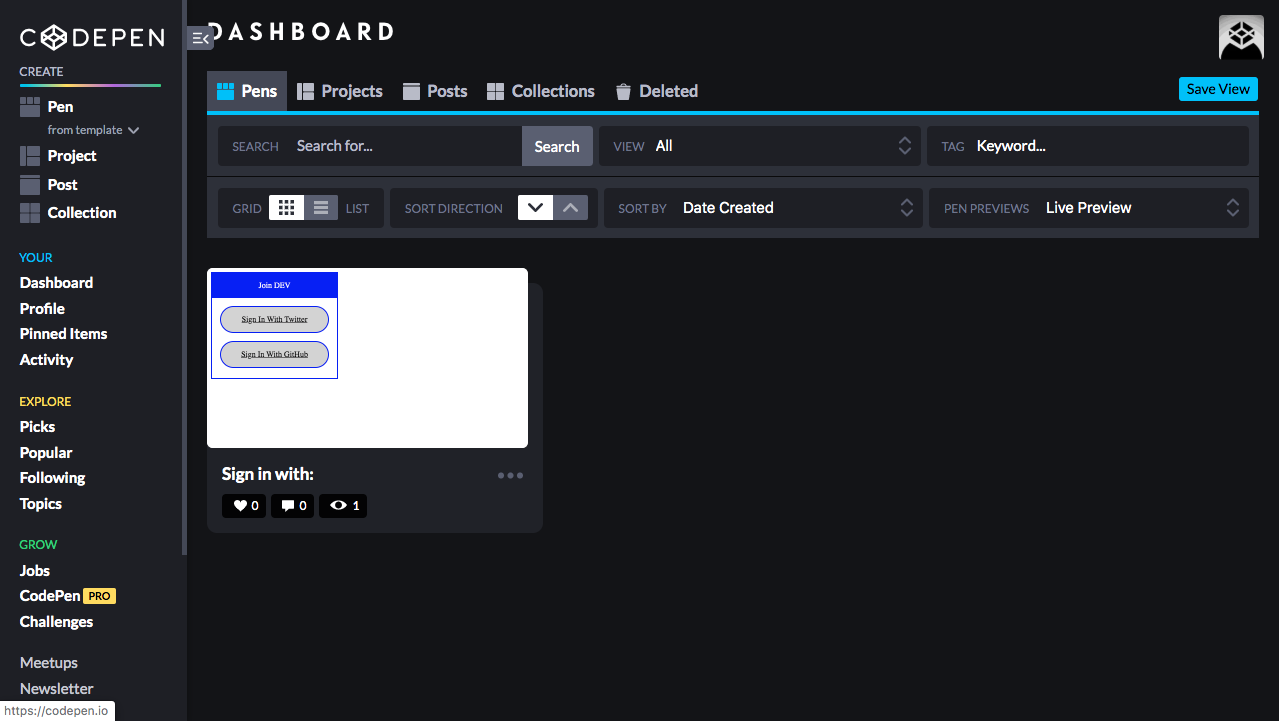 CODEPEN
CREATE
Pen
from template
Project
Post
Collection
YOUR
Dashboard
Profile
Pinned Items
Activity
EXPLORE
Picks
Popular
Following
Topics
GROW
Jobs
CodePen PRO
Challenges
Meetups
Newsletter
https://codepen.io
DASHBOARD
Pens Projects Posts Collections Deleted
Save View
SEARCH Search for... Search VIEW All TAG Keyword...
GRID LIST SORT DIRECTION SORT BY Date Created PEN PREVIEWS Live Preview
Join DEV
Sign In With Twitter
Sign In With GitHub
Sign in with:
0 0 1